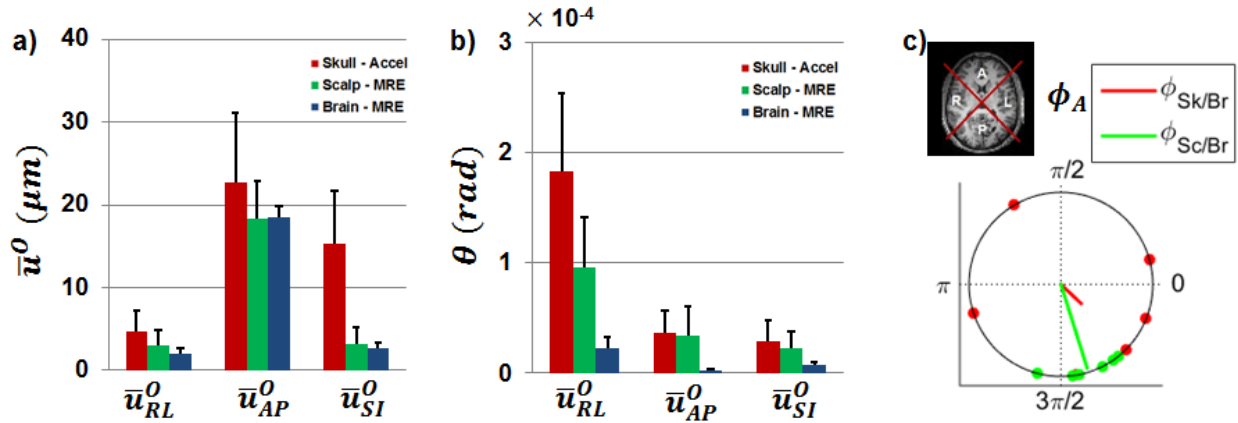 a)
ū^O (μm)
40
30
20
10
0
Skull - Accel
Scalp - MRE
Brain - MRE
ū^O_RL
ū^O_AP
ū^O_SI
b)
× 10⁻⁴
θ (rad)
3
2
1
0
Skull - Accel
Scalp - MRE
Brain - MRE
ū^O_RL
ū^O_AP
ū^O_SI
c)
A
R
L
P
ϕ_A
ϕ_Sk/Br
ϕ_Sc/Br
π/2
π
0
3π/2